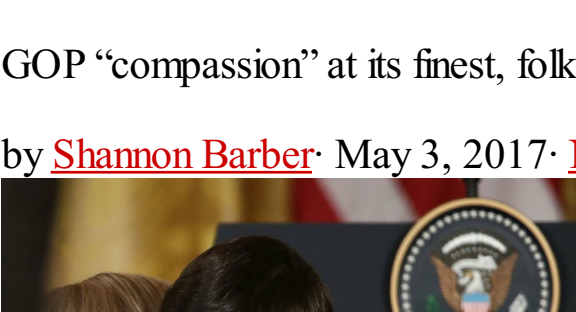 GOP “compassion” at its finest, folk
by Shannon Barber· May 3, 2017·